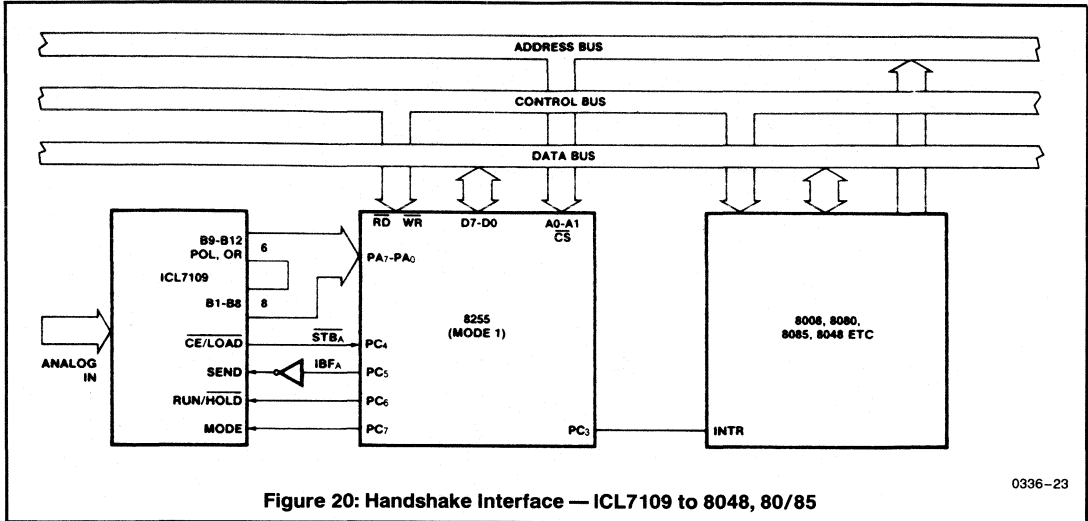 ADDRESS BUS
CONTROL BUS
DATA BUS
RD WR D7-D0 A0-A1
CS
B9-B12
POL, OR 6
ICL7109
B1-B8 8
PA7-PA0
8255
(MODE 1)
8008, 8080,
8085, 8048 ETC
ANALOG
IN
CE/LOAD STBA PC4
SEND IBFA PC5
RUN/HOLD PC6
MODE PC7
PC3 INTR
0336-23
Figure 20: Handshake Interface — ICL7109 to 8048, 80/85